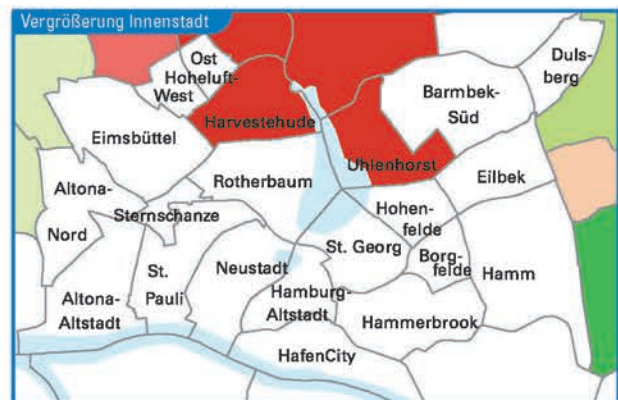 Vergrößerung Innenstadt
Ost
Hoheluft-
West
Duls-
berg
Barmbek-
Süd
Harvestehude
Eimsbüttel
Uhlenhorst
Eilbek
Altona-
Nord
Rotherbaum
Sternschanze
Hohen-
felde
St. Georg
Borg-
felde
Hamm
St.
Pauli
Neustadt
Hamburg-
Altstadt
Altona-
Altstadt
Hammerbrook
HafenCity